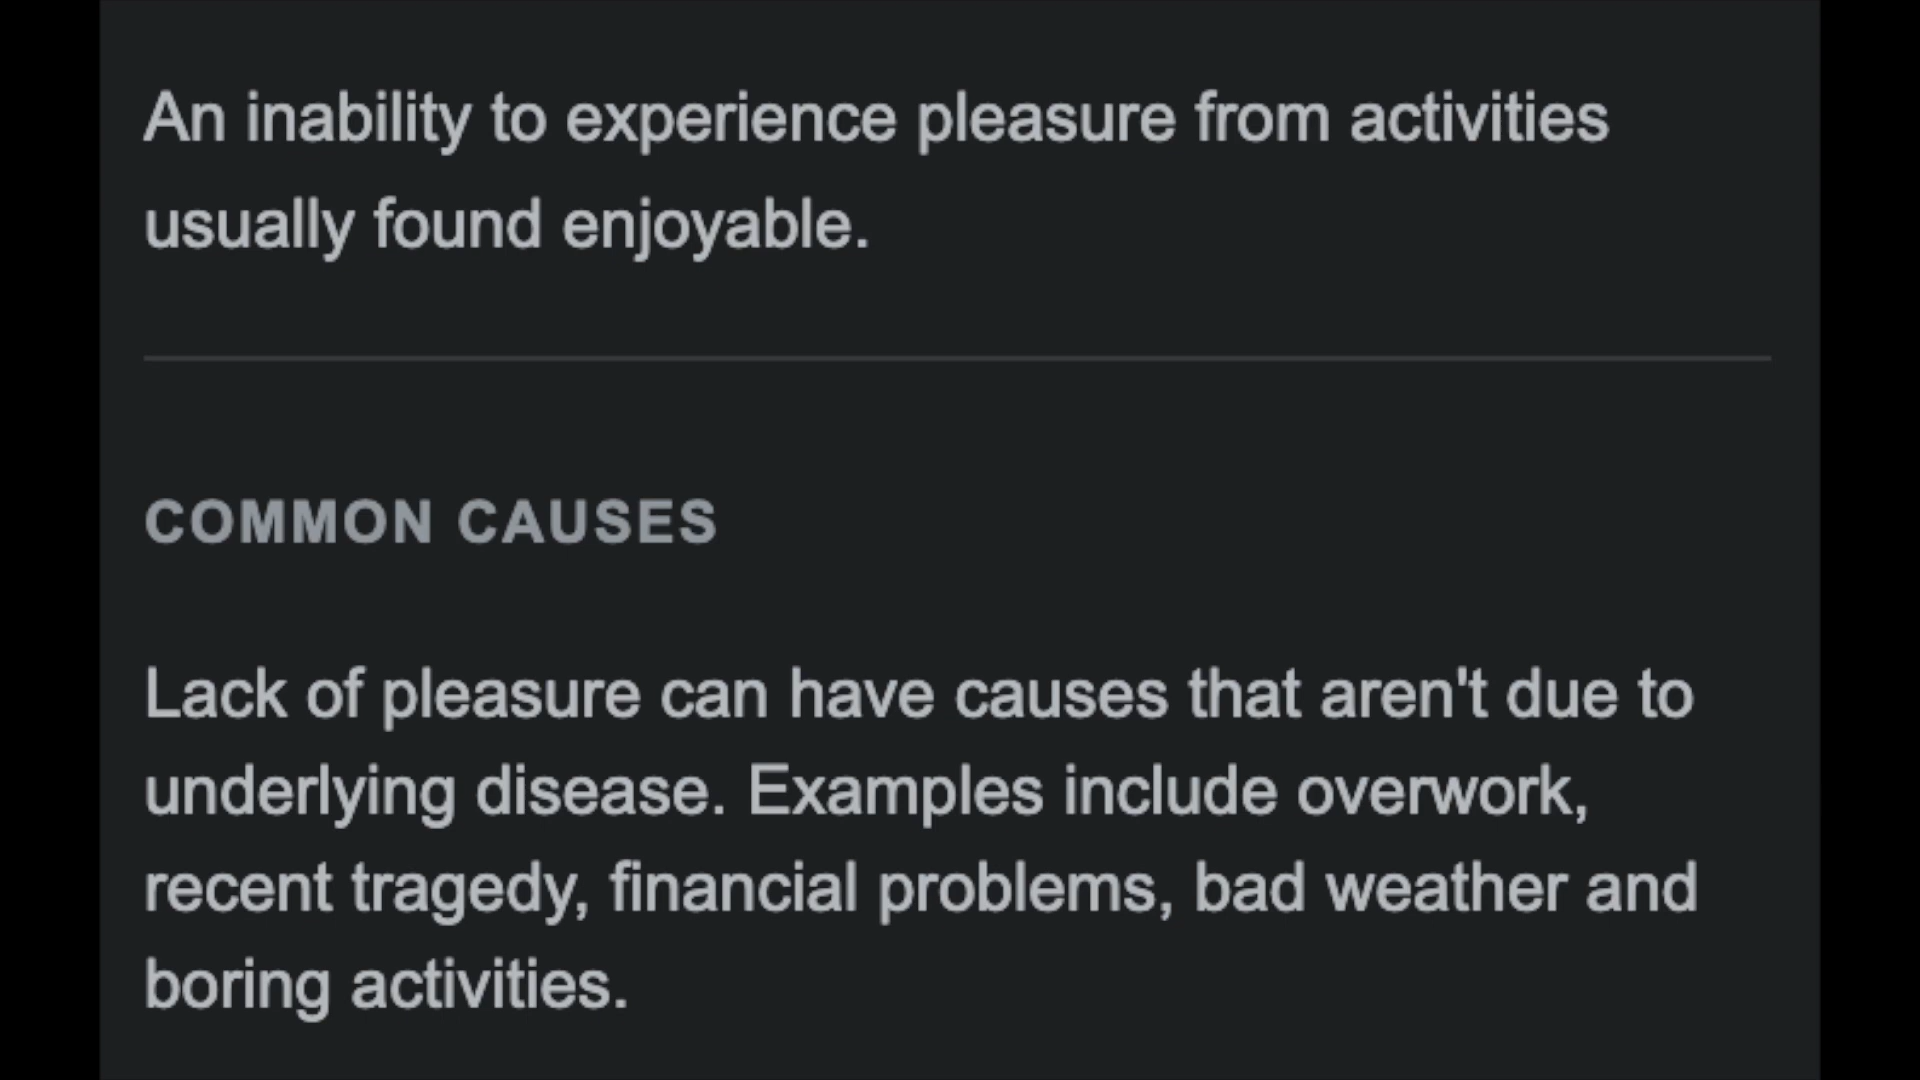 An inability to experience pleasure from activities
usually found enjoyable.
COMMON CAUSES
Lack of pleasure can have causes that aren't due to
underlying disease. Examples include overwork,
recent tragedy, financial problems, bad weather and
boring activities.